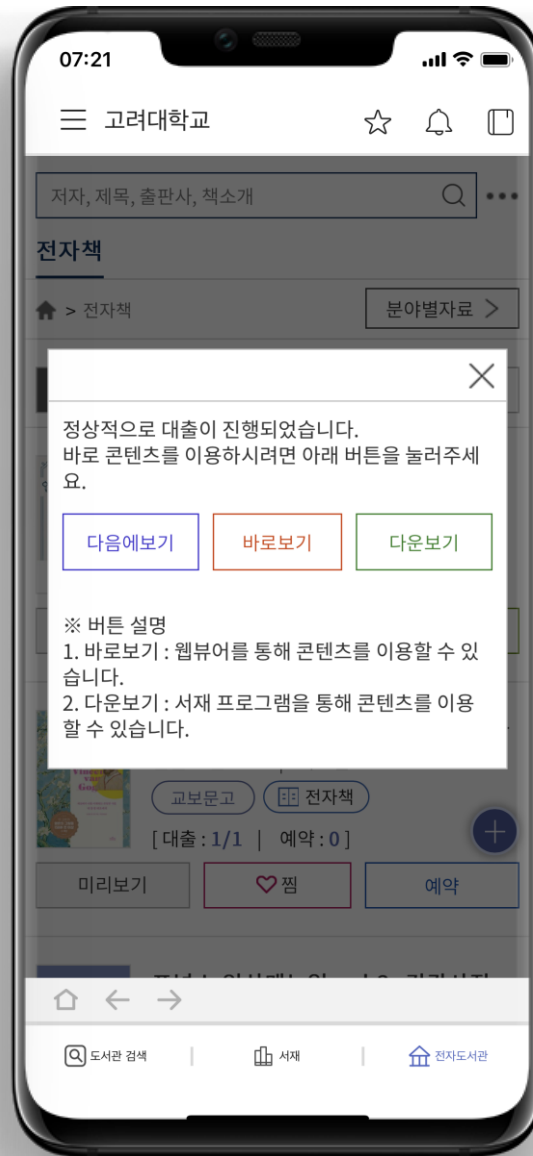 07:21
고려대학교
저자, 제목, 출판사, 책소개
전자책
> 전자책
분야별자료 >
정상적으로 대출이 진행되었습니다.
바로 콘텐츠를 이용하시려면 아래 버튼을 눌러주세
요.
다음에보기 바로보기 다운보기
※ 버튼 설명
1. 바로보기 : 웹뷰어를 통해 콘텐츠를 이용할 수 있
습니다.
2. 다운보기 : 서재 프로그램을 통해 콘텐츠를 이용
할 수 있습니다.
교보문고 전자책
[ 대출 : 1/1 | 예약 : 0 ]
미리보기 찜 예약
도서관 검색 | 서재 | 전자도서관